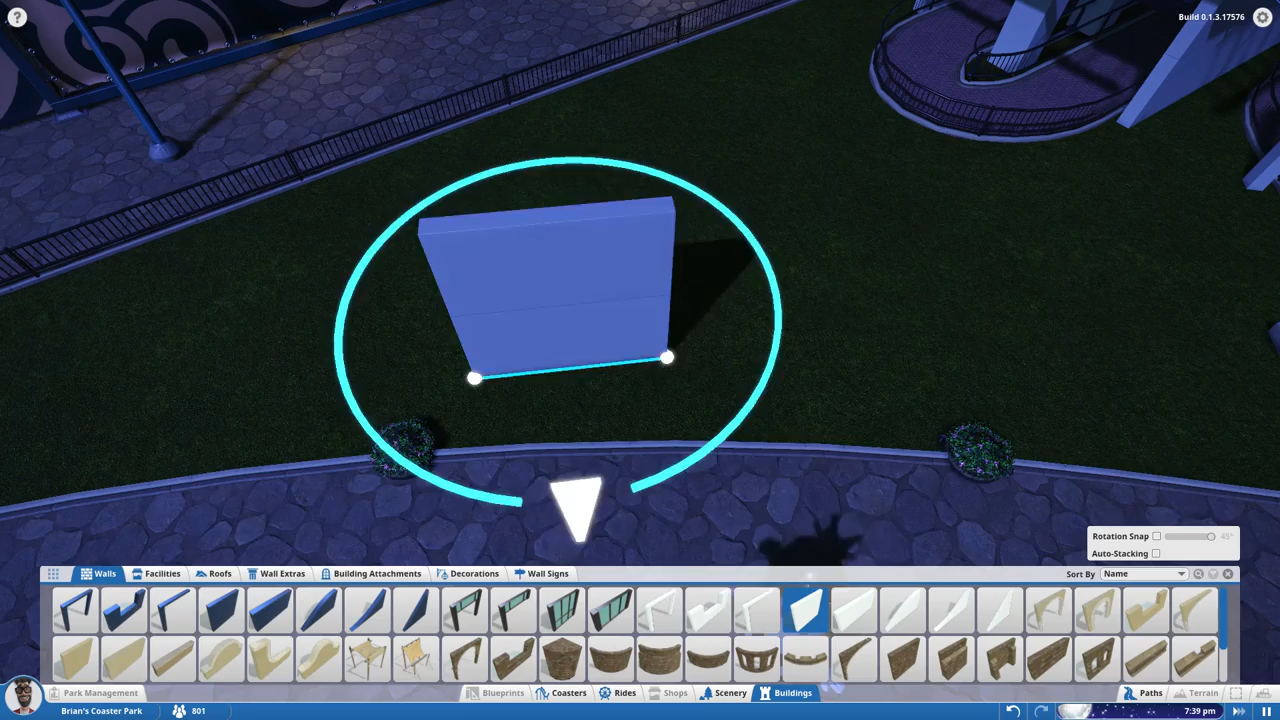 ?
Build 0.1.3.17576
Rotation Snap 45°
Auto-Stacking
Walls Facilities Roofs Wall Extras Building Attachments Decorations Wall Signs Sort By Name
Park Management Blueprints Coasters Rides Shops Scenery Buildings Paths Terrain
Brian's Coaster Park 801 7:39 pm